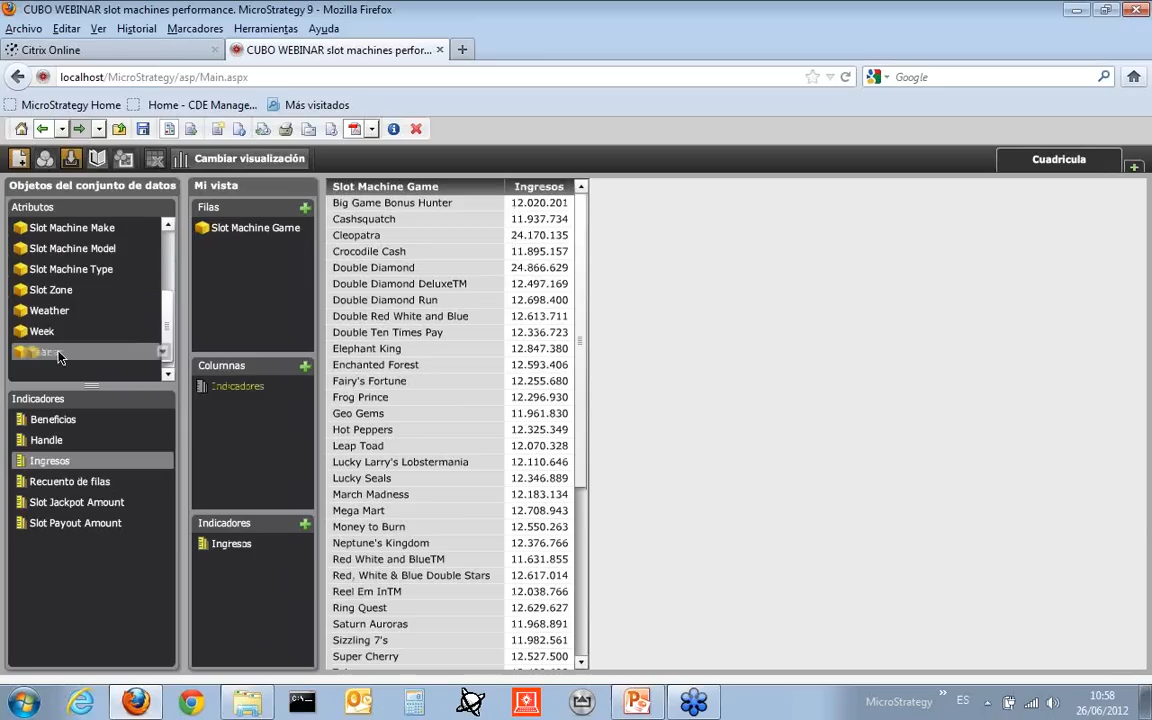 CUBO WEBINAR slot machines performance. MicroStrategy 9 - Mozilla Firefox
Archivo Editar Ver Historial Marcadores Herramientas Ayuda
Citrix Online
CUBO WEBINAR slot machines perfor...
localhost/MicroStrategy/asp/Main.aspx
Google
MicroStrategy Home
Home - CDE Manage...
Más visitados
Cambiar visualización
Cuadrícula
Objetos del conjunto de datos
Atributos
Slot Machine Make
Slot Machine Model
Slot Machine Type
Slot Zone
Weather
Week
Indicadores
Beneficios
Handle
Ingresos
Recuento de filas
Slot Jackpot Amount
Slot Payout Amount
Mi vista
Filas
Slot Machine Game
Columnas
Indicadores
Indicadores
Ingresos
Slot Machine Game Ingresos
Big Game Bonus Hunter 12.020.201
Cashsquatch 11.937.734
Cleopatra 24.170.135
Crocodile Cash 11.895.157
Double Diamond 24.866.629
Double Diamond DeluxeTM 12.497.169
Double Diamond Run 12.698.400
Double Red White and Blue 12.613.711
Double Ten Times Pay 12.336.723
Elephant King 12.847.380
Enchanted Forest 12.593.406
Fairy's Fortune 12.255.680
Frog Prince 12.296.930
Geo Gems 11.961.830
Hot Peppers 12.325.349
Leap Toad 12.070.328
Lucky Larry's Lobstermania 12.110.646
Lucky Seals 12.346.889
March Madness 12.183.134
Mega Mart 12.708.943
Money to Burn 12.550.263
Neptune's Kingdom 12.376.766
Red White and BlueTM 11.631.855
Red, White & Blue Double Stars 12.617.014
Reel Em InTM 12.038.766
Ring Quest 12.629.627
Saturn Auroras 11.968.891
Sizzling 7's 11.982.561
Super Cherry 12.527.500
MicroStrategy
ES
10:58
26/06/2012